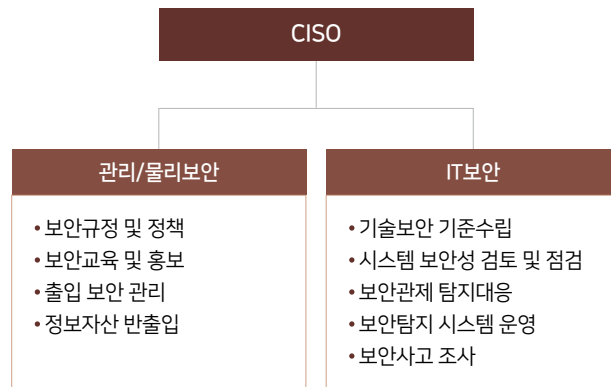 CISO
관리/물리보안
• 보안규정 및 정책
• 보안교육 및 홍보
• 출입 보안 관리
• 정보자산 반출입
IT보안
• 기술보안 기준수립
• 시스템 보안성 검토 및 점검
• 보안관제 탐지대응
• 보안탐지 시스템 운영
• 보안사고 조사